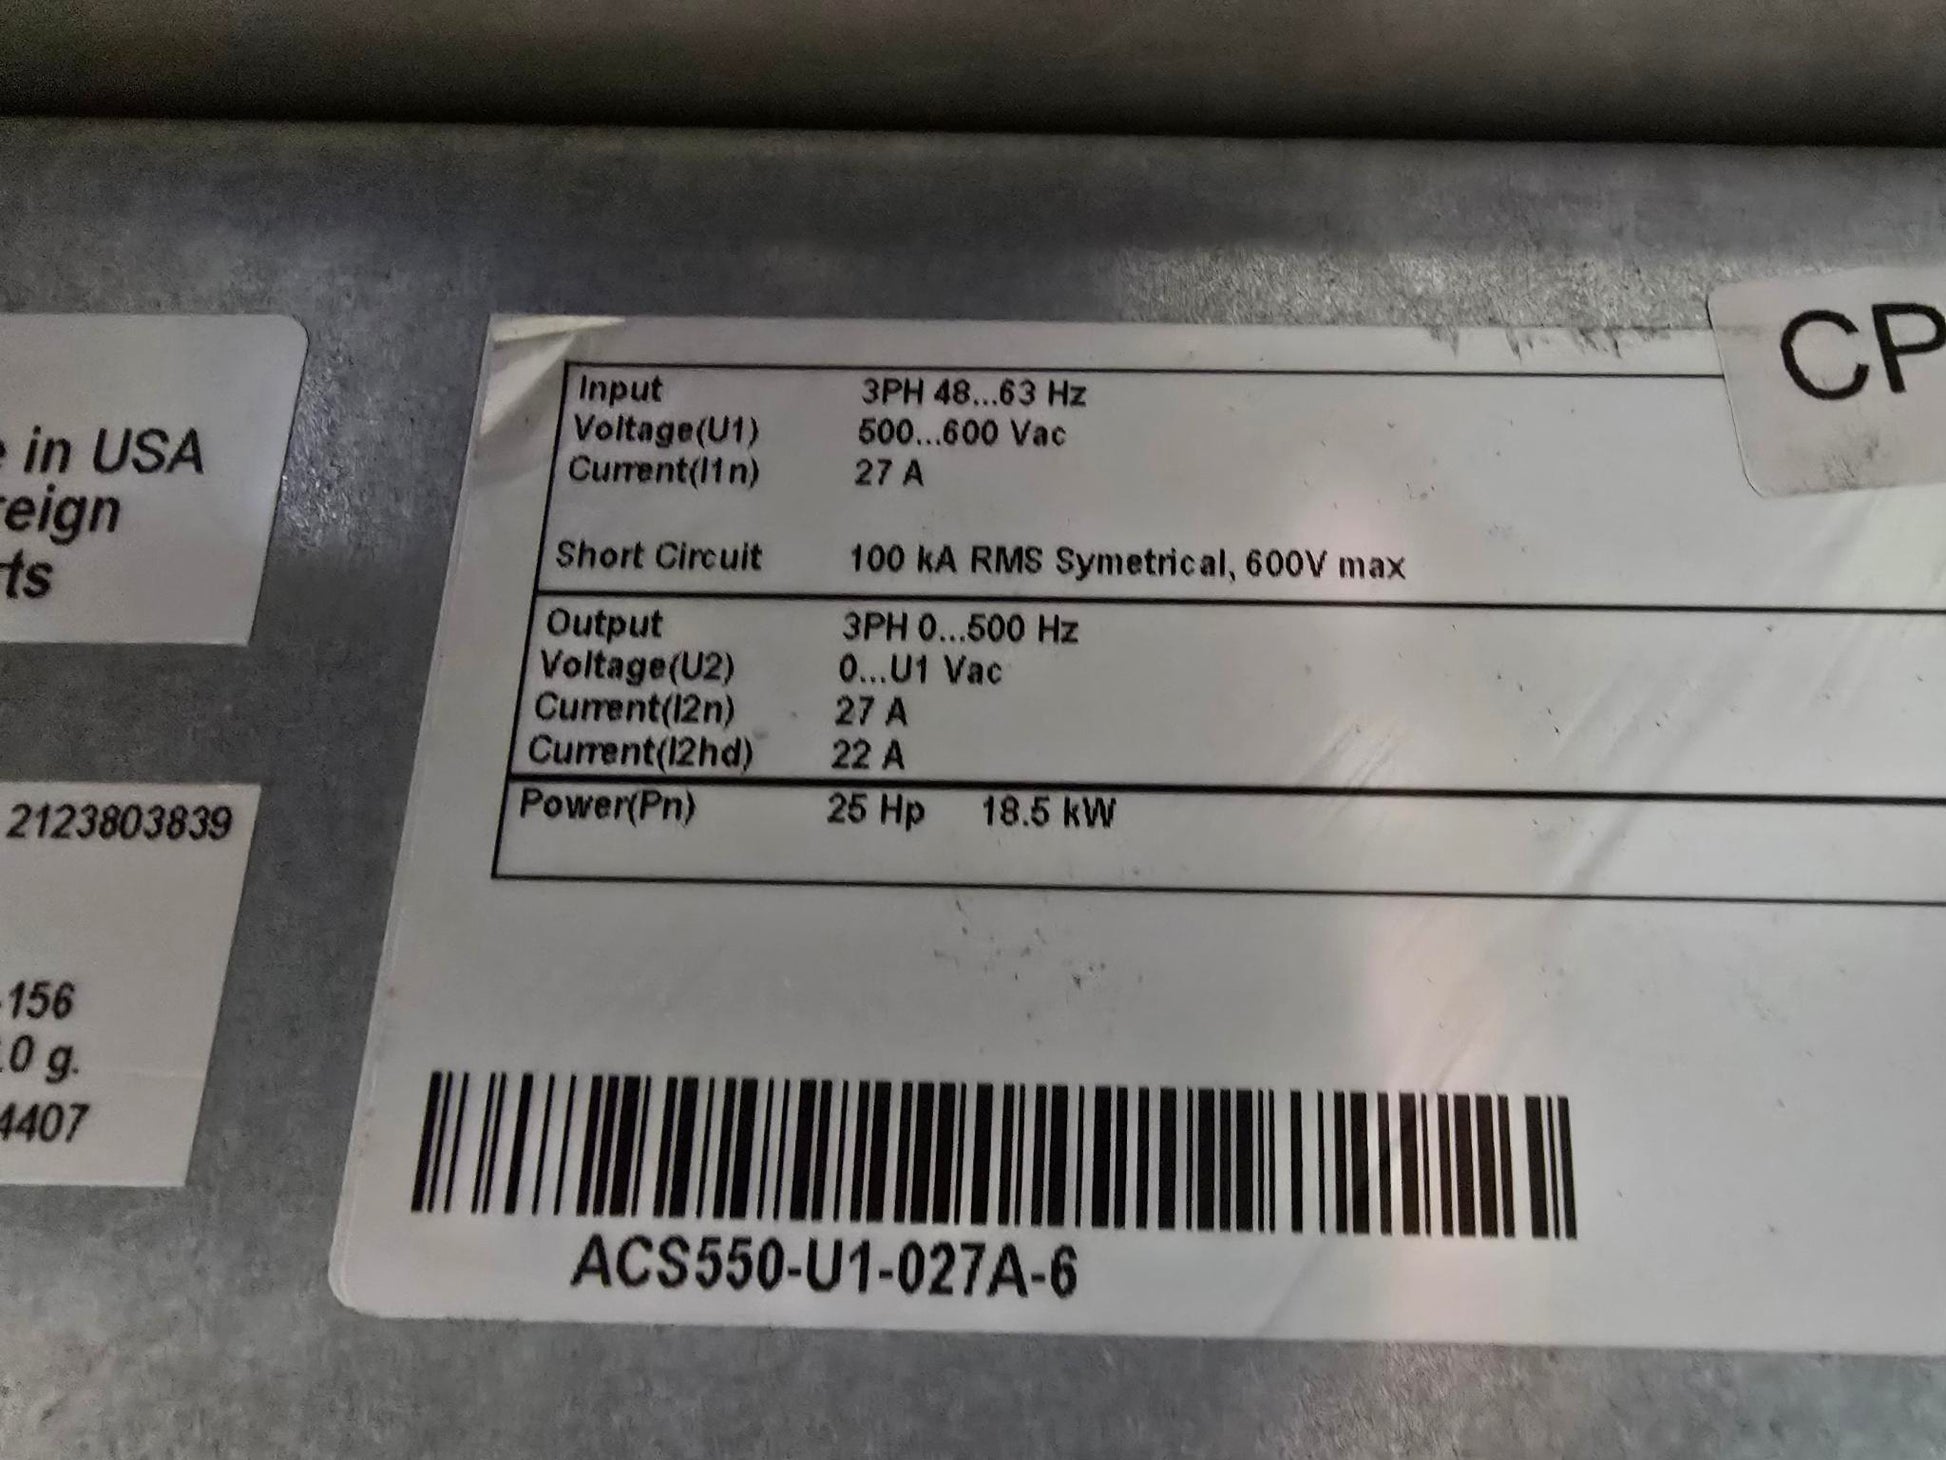 in USA
eign
ts
2123803839
156
.0 g.
4407
CP
Input 3PH 48...63 Hz
Voltage(U1) 500...600 Vac
Current(I1n) 27 A
Short Circuit 100 kA RMS Symetrical, 600V max
Output 3PH 0...500 Hz
Voltage(U2) 0...U1 Vac
Current(I2n) 27 A
Current(I2hd) 22 A
Power(Pn) 25 Hp 18.5 kW
ACS550-U1-027A-6